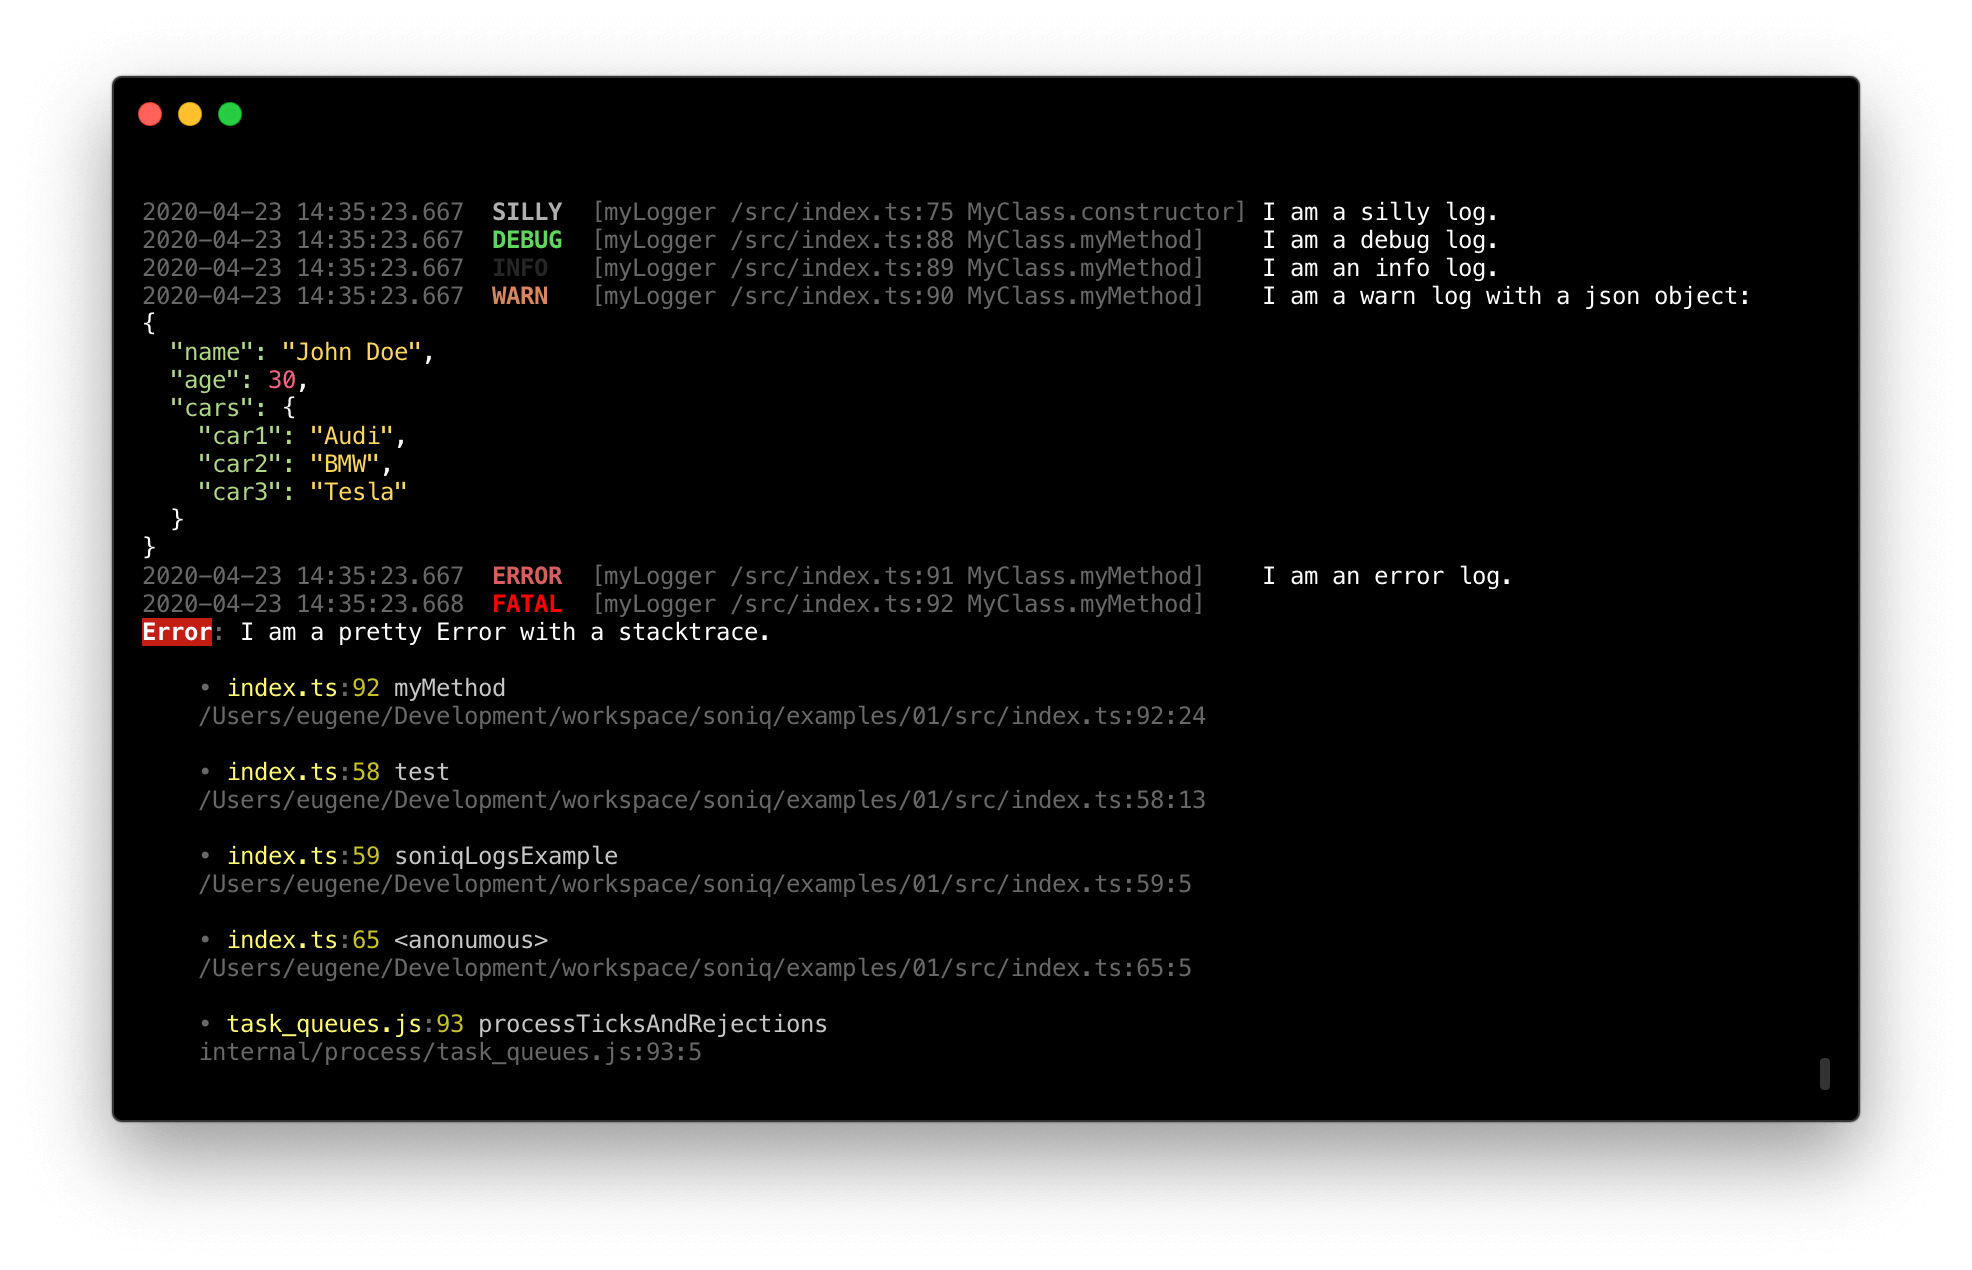 2020-04-23 14:35:23.667  SILLY  [myLogger /src/index.ts:75 MyClass.constructor] I am a silly log.
2020-04-23 14:35:23.667  DEBUG  [myLogger /src/index.ts:88 MyClass.myMethod]    I am a debug log.
2020-04-23 14:35:23.667  INFO   [myLogger /src/index.ts:89 MyClass.myMethod]    I am an info log.
2020-04-23 14:35:23.667  WARN   [myLogger /src/index.ts:90 MyClass.myMethod]    I am a warn log with a json object:
{
  "name": "John Doe",
  "age": 30,
  "cars": {
    "car1": "Audi",
    "car2": "BMW",
    "car3": "Tesla"
  }
}
2020-04-23 14:35:23.667  ERROR  [myLogger /src/index.ts:91 MyClass.myMethod]    I am an error log.
2020-04-23 14:35:23.668  FATAL  [myLogger /src/index.ts:92 MyClass.myMethod]
Error: I am a pretty Error with a stacktrace.
    • index.ts:92 myMethod
    /Users/eugene/Development/workspace/soniq/examples/01/src/index.ts:92:24
    • index.ts:58 test
    /Users/eugene/Development/workspace/soniq/examples/01/src/index.ts:58:13
    • index.ts:59 soniqLogsExample
    /Users/eugene/Development/workspace/soniq/examples/01/src/index.ts:59:5
    • index.ts:65 <anonumous>
    /Users/eugene/Development/workspace/soniq/examples/01/src/index.ts:65:5
    • task_queues.js:93 processTicksAndRejections
    internal/process/task_queues.js:93:5